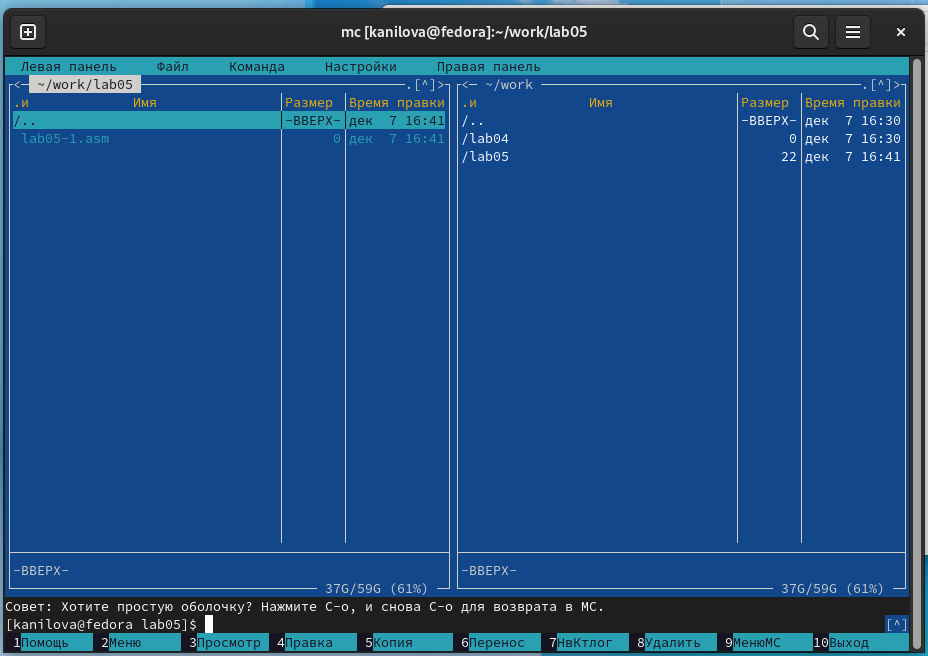 mc [kanilova@fedora]:~/work/lab05
Левая панель Файл Команда Настройки Правая панель
<─ ~/work/lab05 .[^]> <─ ~/work .[^]>
.и Имя Размер Время правки .и Имя Размер Время правки
/.. -ВВЕРХ- дек 7 16:41 /.. -ВВЕРХ- дек 7 16:30
lab05-1.asm 0 дек 7 16:41 /lab04 0 дек 7 16:30
/lab05 22 дек 7 16:41
-ВВЕРХ- -ВВЕРХ-
37G/59G (61%) 37G/59G (61%)
Совет: Хотите простую оболочку? Нажмите C-o, и снова C-o для возврата в MC.
[kanilova@fedora lab05]$ [^]
1Помощь 2Меню 3Просмотр 4Правка 5Копия 6Перенос 7НвКтлог 8Удалить 9МенюMC 10Выход